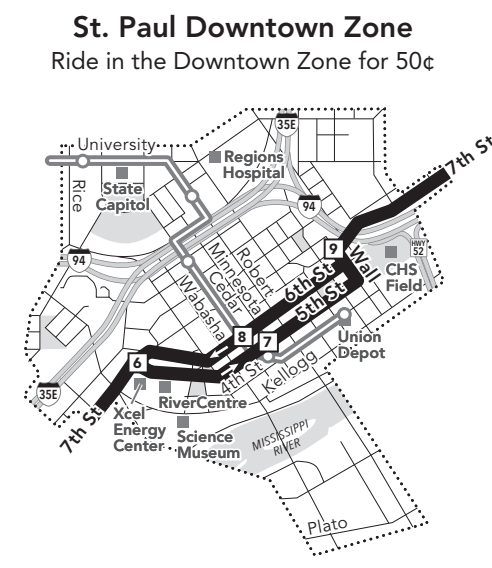 St. Paul Downtown Zone
Ride in the Downtown Zone for 50¢
35E
University
Regions
Hospital
7th St
Rice
State
Capitol
94
94
9
HWY
52
CHS
Field
Wall
Robert
Minnesota
Cedar
Wabasha
6th St
5th St
8
7
Union
Depot
6
4th St
Kellogg
35E
7th St
RiverCentre
Xcel
Energy
Center
Science
Museum
MISSISSIPPI
RIVER
Plato